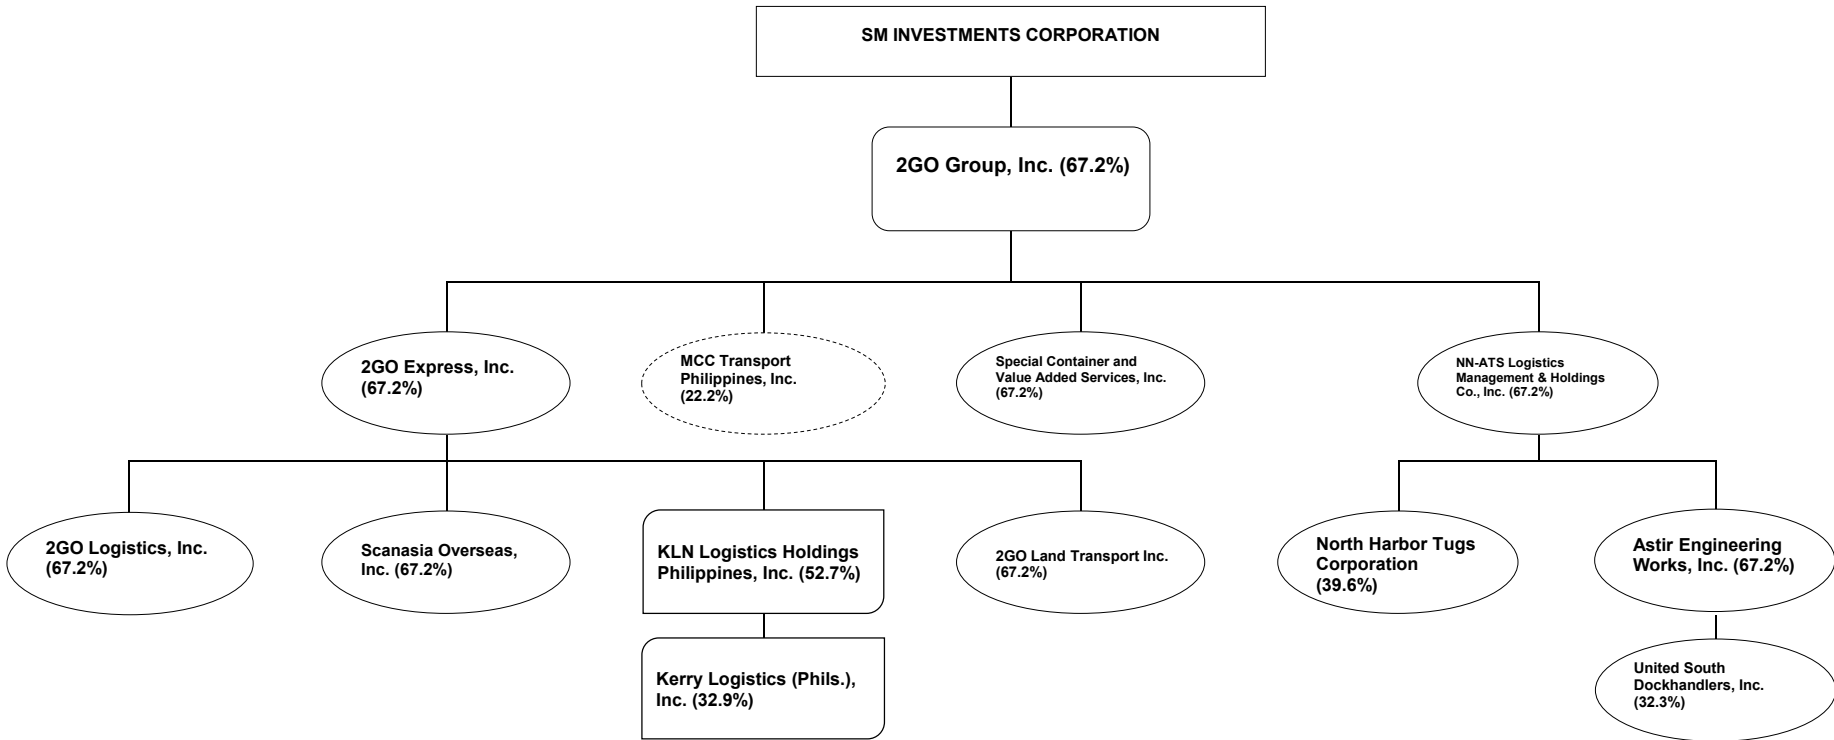 SM INVESTMENTS CORPORATION
2GO Group, Inc. (67.2%)
2GO Express, Inc.
(67.2%)
MCC Transport
Philippines, Inc.
(22.2%)
Special Container and
Value Added Services, Inc.
(67.2%)
NN-ATS Logistics
Management & Holdings
Co., Inc. (67.2%)
2GO Logistics, Inc.
(67.2%)
Scanasia Overseas,
Inc. (67.2%)
KLN Logistics Holdings
Philippines, Inc. (52.7%)
2GO Land Transport Inc.
(67.2%)
North Harbor Tugs
Corporation
(39.6%)
Astir Engineering
Works, Inc. (67.2%)
Kerry Logistics (Phils.),
Inc. (32.9%)
United South
Dockhandlers, Inc.
(32.3%)